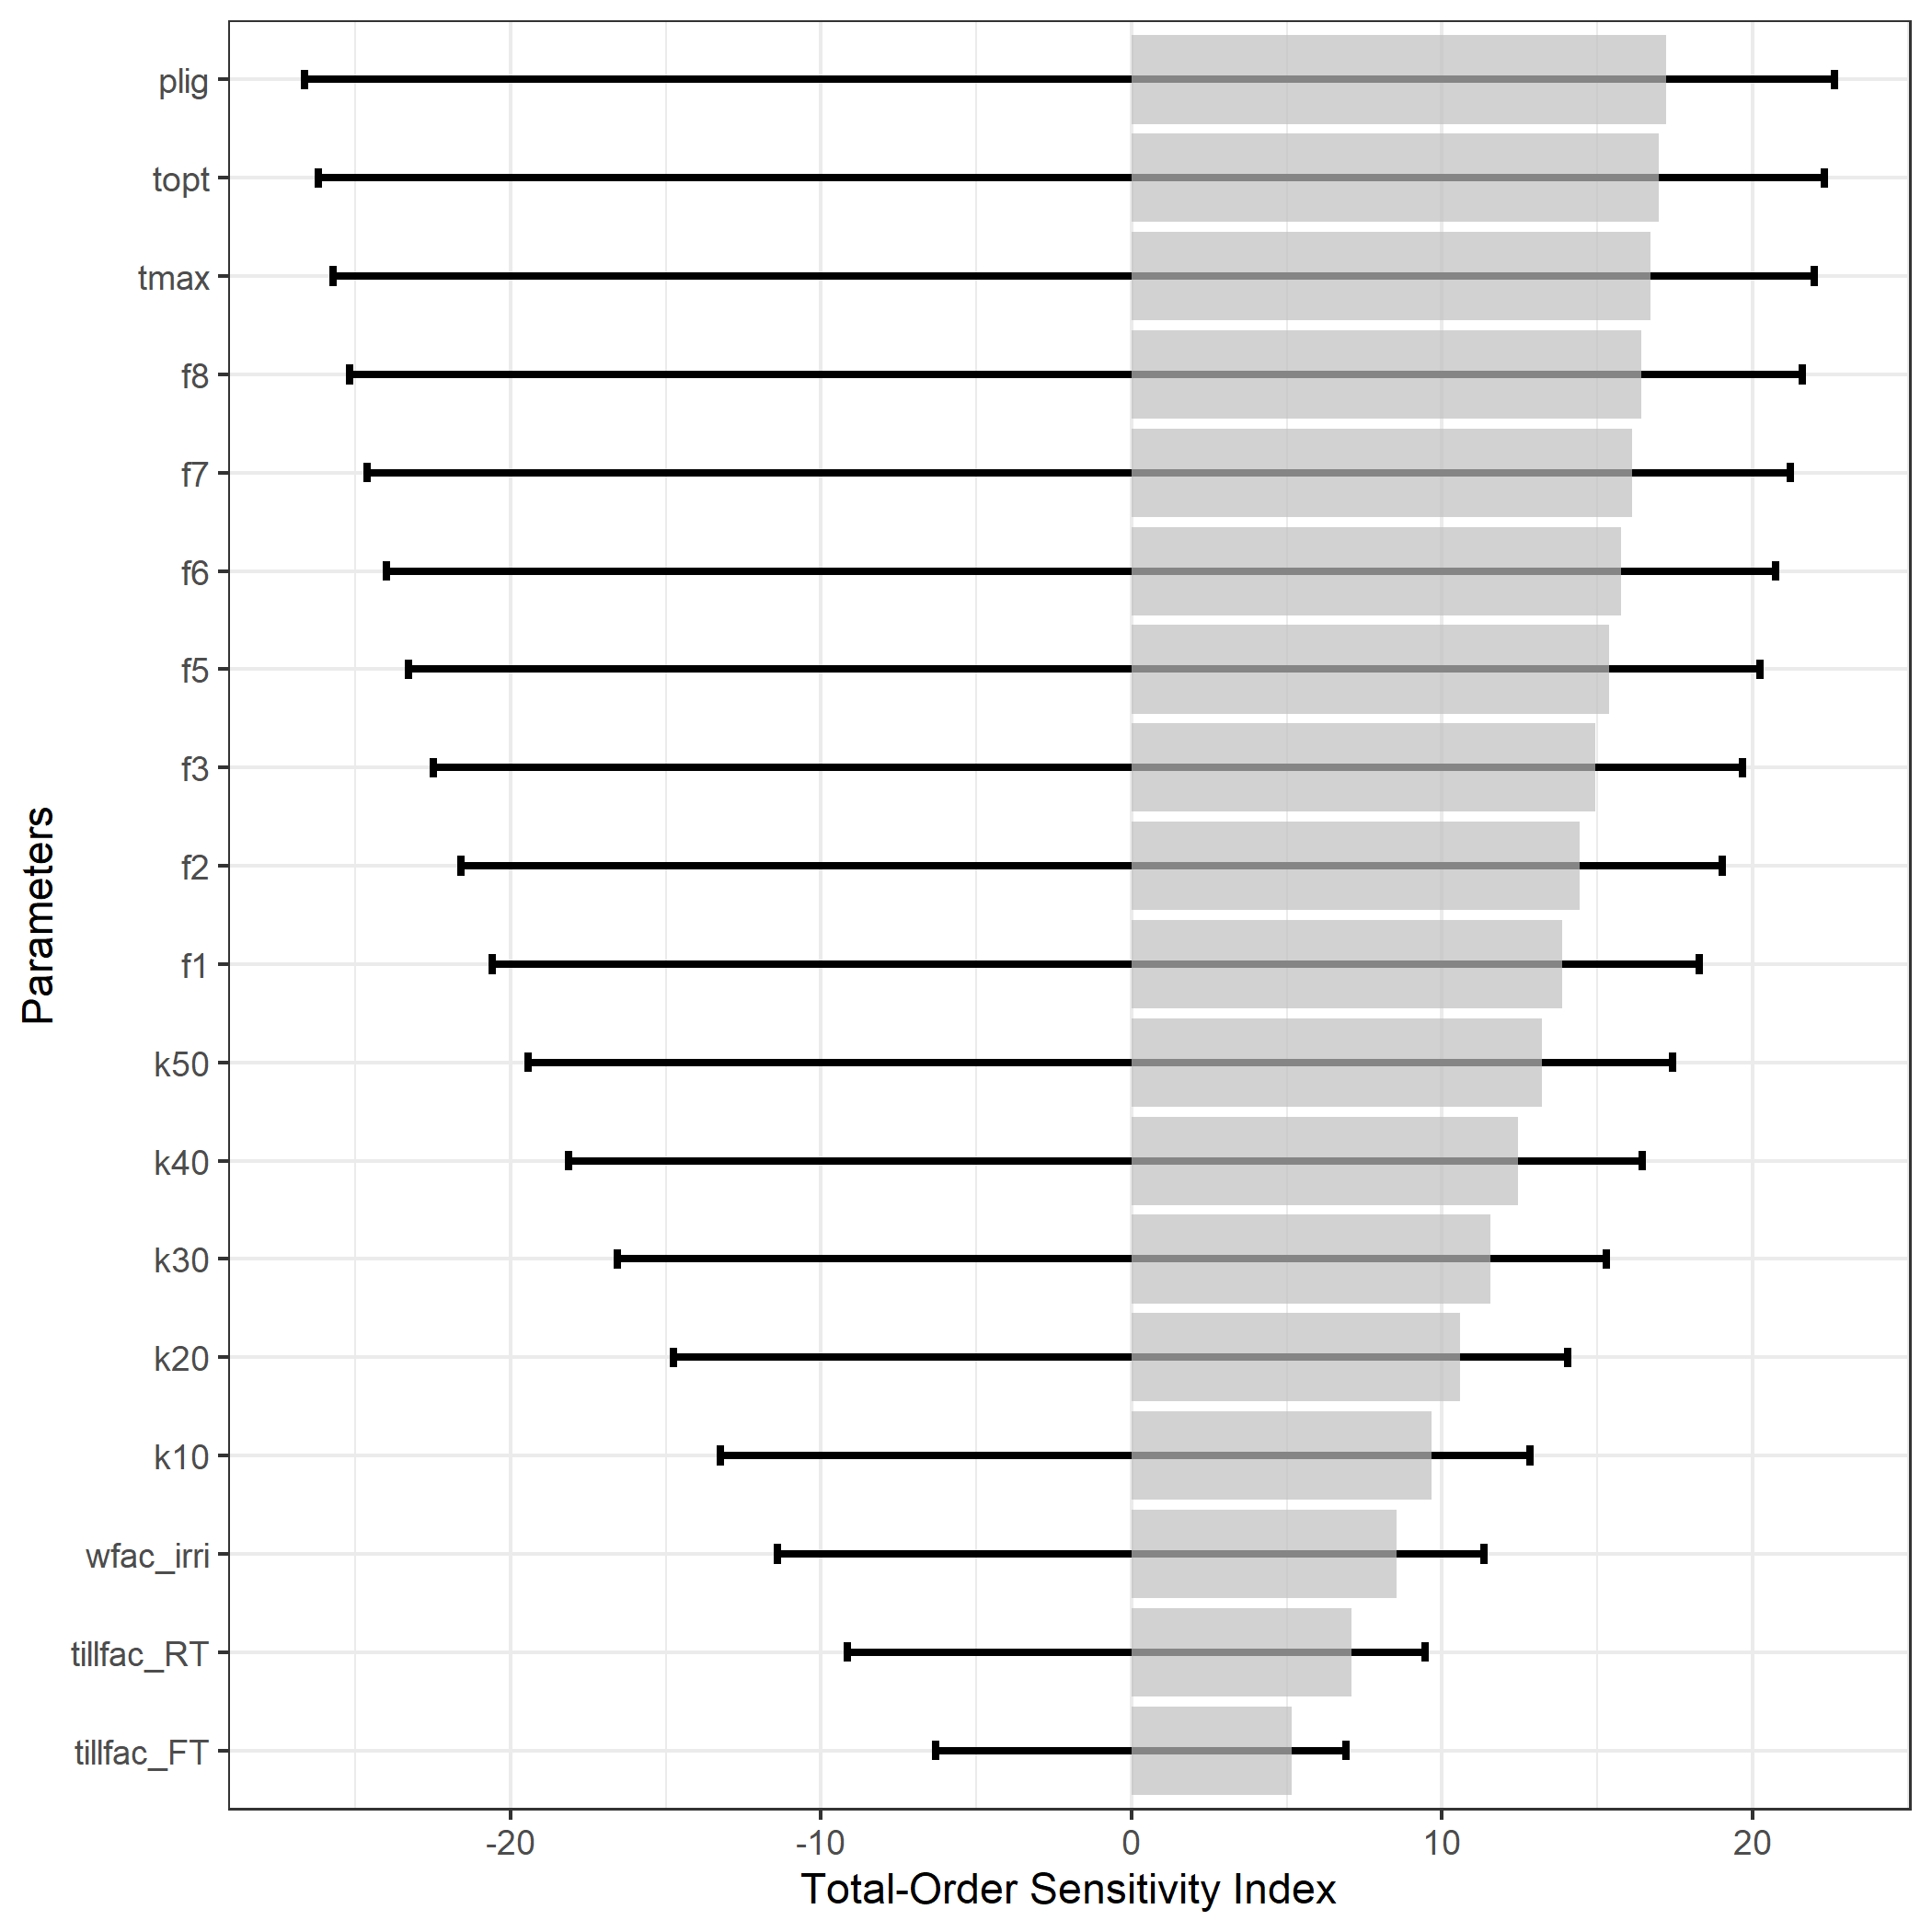 plig
topt
tmax
f8
f7
f6
f5
f3
f2
f1
k50
k40
k30
k20
k10
wfac_irri
tillfac_RT
tillfac_FT
Parameters
-20 -10 0 10 20
Total-Order Sensitivity Index